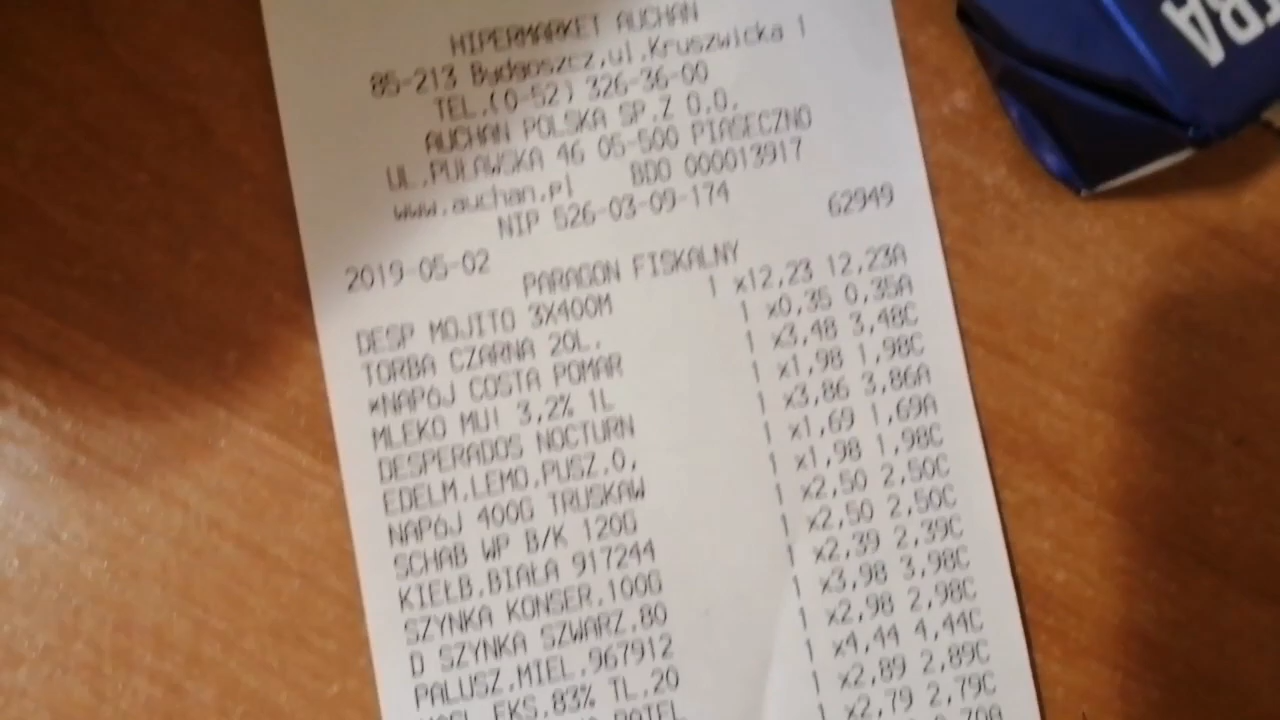 HIPERMARKET AUCHAN
85-213 Bydgoszcz,ul.Kruszwicka 1
TEL.(0-52) 326-36-00
AUCHAN POLSKA SP.Z O.O.
UL.PUŁAWSKA 46 05-500 PIASECZNO
www.auchan.pl BDO 000013917
NIP 526-03-09-174
2019-05-02 62949
PARAGON FISKALNY
DESP MOJITO 3X400M 1 x12,23 12,23A
TORBA CZARNA 20L. 1 x0,35 0,35A
*NAPÓJ COSTA POMAR 1 x3,48 3,48C
MLEKO MU! 3,2% 1L 1 x1,98 1,98C
DESPERADOS NOCTURN 1 x3,86 3,86A
EDELM.LEMO.PUSZ.0, 1 x1,69 1,69A
NAPÓJ 400G TRUSKAW 1 x1,98 1,98C
SCHAB WP B/K 120G 1 x2,50 2,50C
KIEŁB.BIAŁA 917244 1 x2,50 2,50C
SZYNKA KONSER.100G 1 x2,39 2,39C
D SZYNKA SZWARZ.80 1 x3,98 3,98C
PALUSZ.MIEL.967912 1 x2,98 2,98C
EKS.83% TL.20 1 x4,44 4,44C
1 x2,89 2,89C
1 x2,79 2,79C